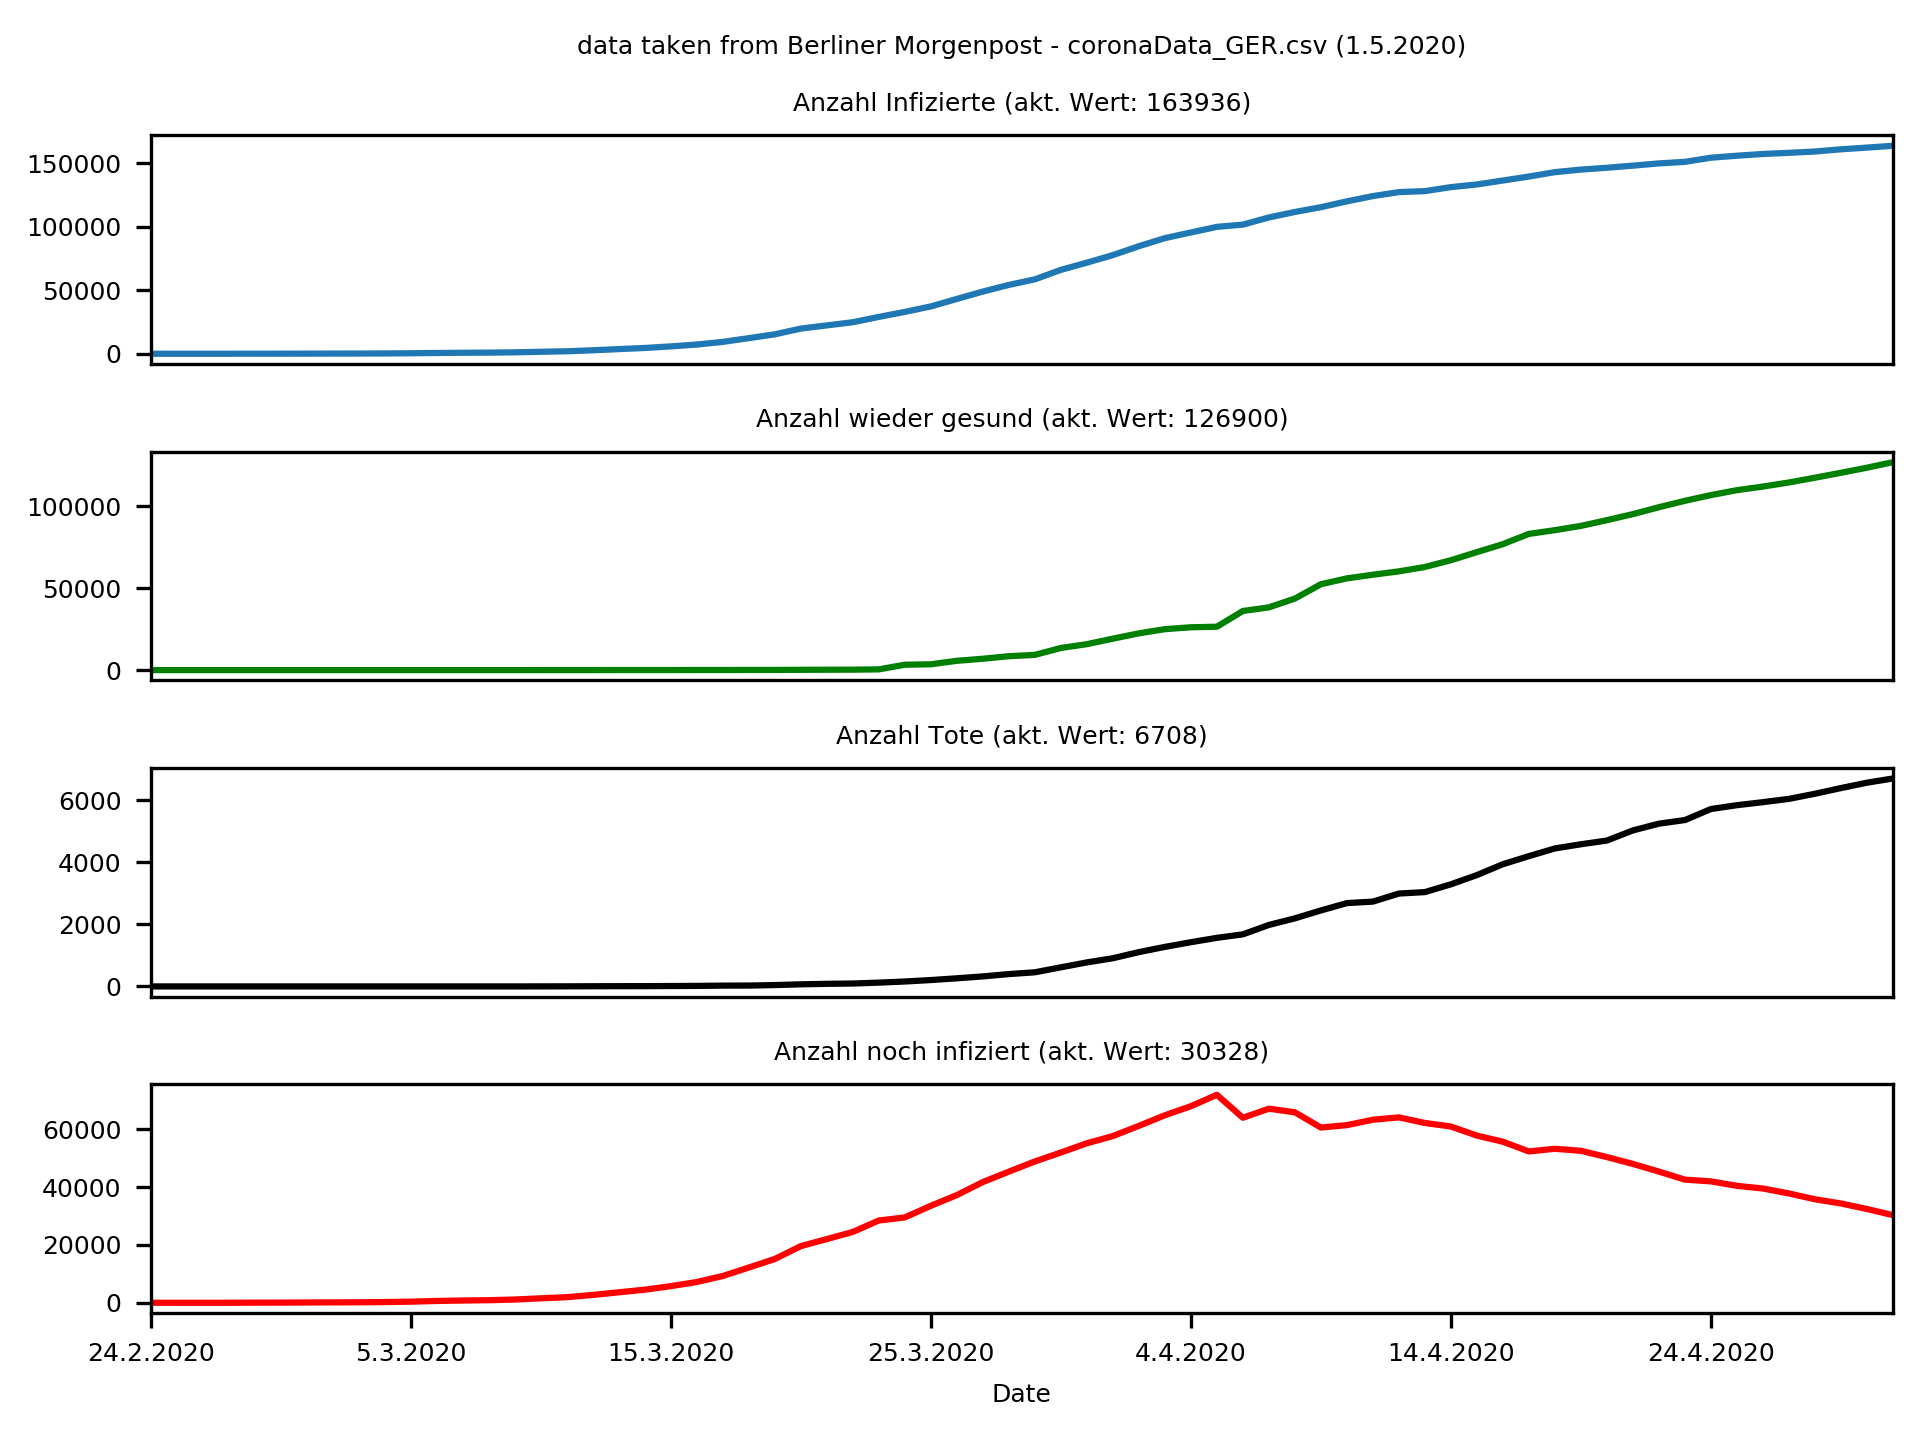 data taken from Berliner Morgenpost - coronaData_GER.csv (1.5.2020)
Anzahl Infizierte (akt. Wert: 163936)
150000
100000
50000
0
Anzahl wieder gesund (akt. Wert: 126900)
100000
50000
0
Anzahl Tote (akt. Wert: 6708)
6000
4000
2000
0
Anzahl noch infiziert (akt. Wert: 30328)
60000
40000
20000
0
24.2.2020 5.3.2020 15.3.2020 25.3.2020 4.4.2020 14.4.2020 24.4.2020
Date